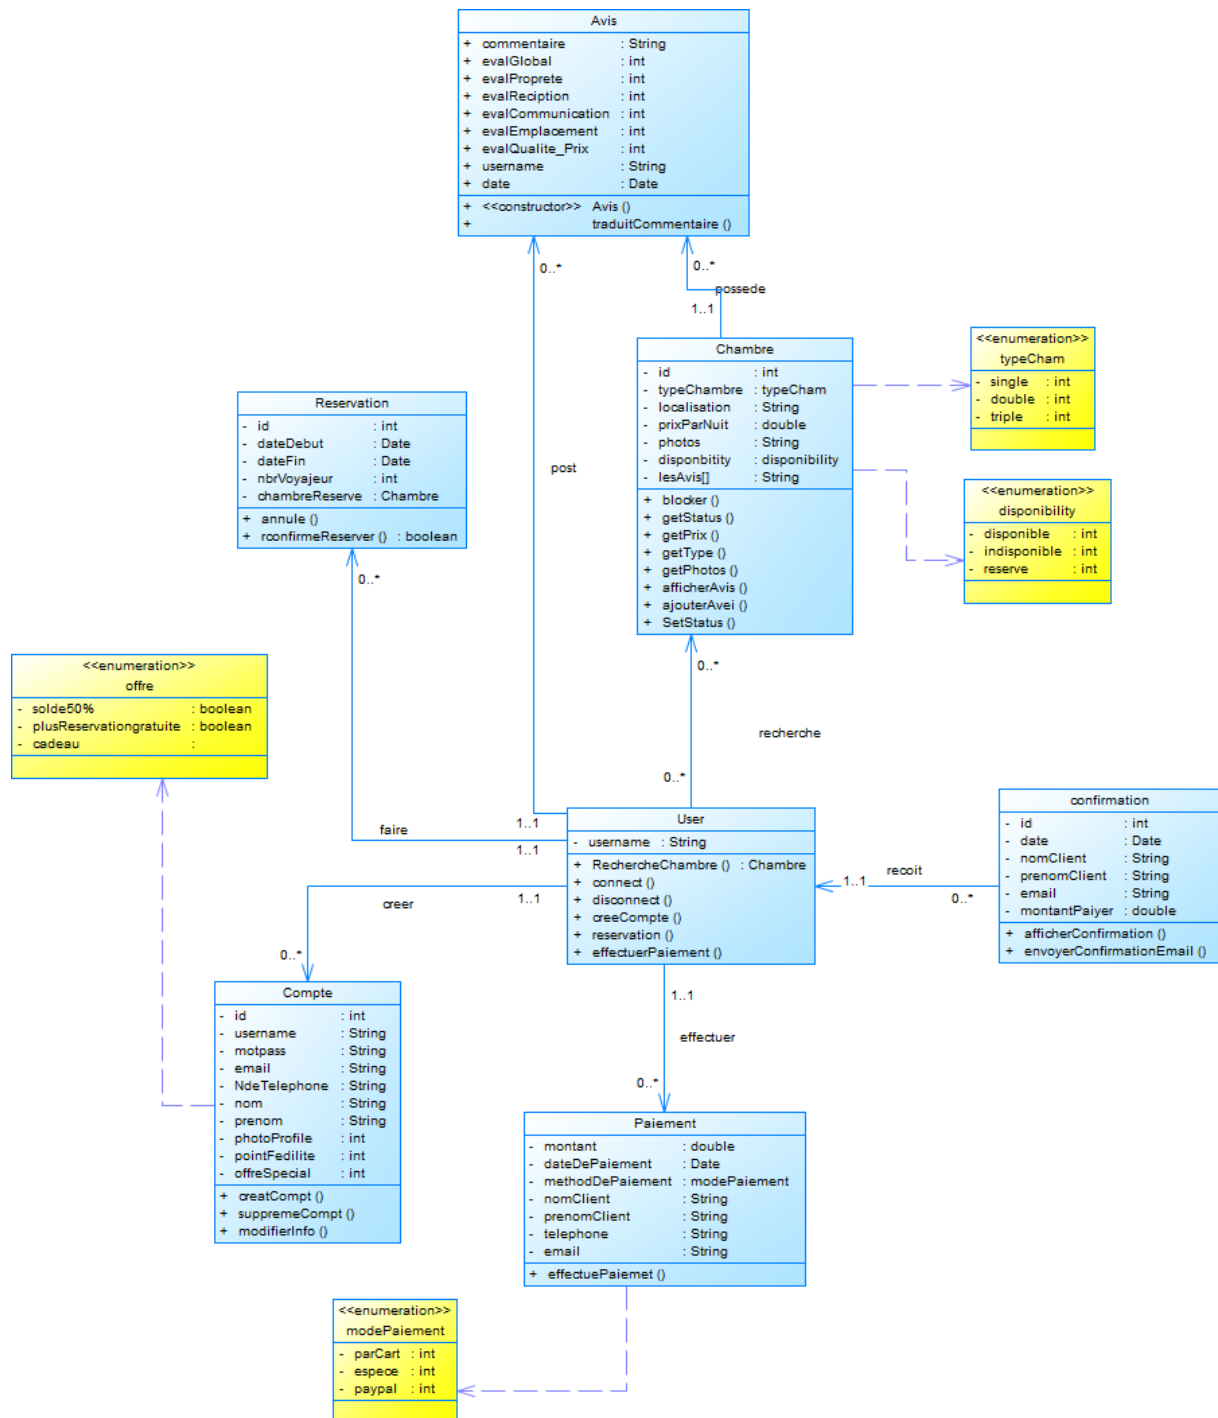 Avis
+ commentaire : String
+ evalGlobal : int
+ evalProprete : int
+ evalReciption : int
+ evalCommunication : int
+ evalEmplacement : int
+ evalQualite_Prix : int
+ username : String
+ date : Date
+ <<constructor>> Avis ()
+ traduitCommentaire ()
0..*
0..*
possede
1..1
Chambre
- id : int
- typeChambre : typeCham
- localisation : String
- prixParNuit : double
- photos : String
- disponbitity : disponibility
- lesAvis[] : String
+ blocker ()
+ getStatus ()
+ getPrix ()
+ getType ()
+ getPhotos ()
+ afficherAvis ()
+ ajouterAvei ()
+ SetStatus ()
<<enumeration>>
typeCham
- single : int
- double : int
- triple : int
<<enumeration>>
disponibility
- disponible : int
- indisponible : int
- reserve : int
Reservation
- id : int
- dateDebut : Date
- dateFin : Date
- nbrVoyajeur : int
- chambreReserve : Chambre
+ annule ()
+ rconfirmeReserver () : boolean
post
0..*
0..*
<<enumeration>>
offre
- solde50% : boolean
- plusReservationgratuite : boolean
- cadeau :
recherche
0..*
faire
1..1
1..1
User
- username : String
+ RechercheChambre () : Chambre
+ connect ()
+ disconnect ()
+ creeCompte ()
+ reservation ()
+ effectuerPaiement ()
confirmation
- id : int
- date : Date
- nomClient : String
- prenomClient : String
- email : String
- montantPaiyer : double
+ afficherConfirmation ()
+ envoyerConfirmationEmail ()
recoit
1..1
0..*
creer
1..1
0..*
Compte
- id : int
- username : String
- motpass : String
- email : String
- NdeTelephone : String
- nom : String
- prenom : String
- photoProfile : int
- pointFedilite : int
- offreSpecial : int
+ creatCompt ()
+ suppremeCompt ()
+ modifierInfo ()
1..1
effectuer
0..*
Paiement
- montant : double
- dateDePaiement : Date
- methodDePaiement : modePaiement
- nomClient : String
- prenomClient : String
- telephone : String
- email : String
+ effectuePaiemet ()
<<enumeration>>
modePaiement
- parCart : int
- espece : int
- paypal : int